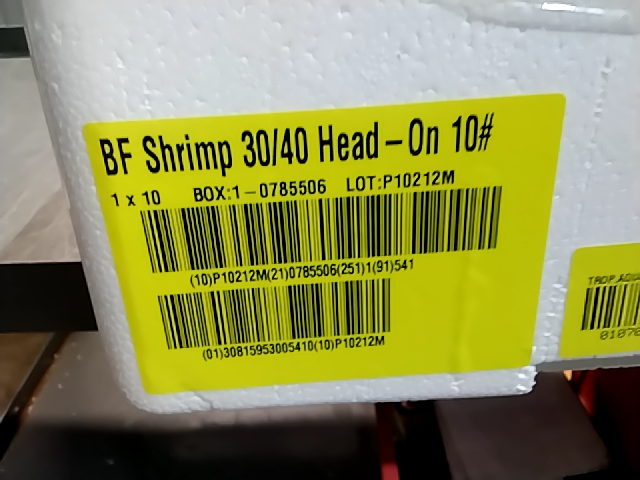 BF Shrimp 30/40 Head-On 10#
1 x 10 BOX:1-0785506 LOT:P10212M
(10)P10212M(21)0785506(251)1(91)541
(01)30815953005410(10)P10212M